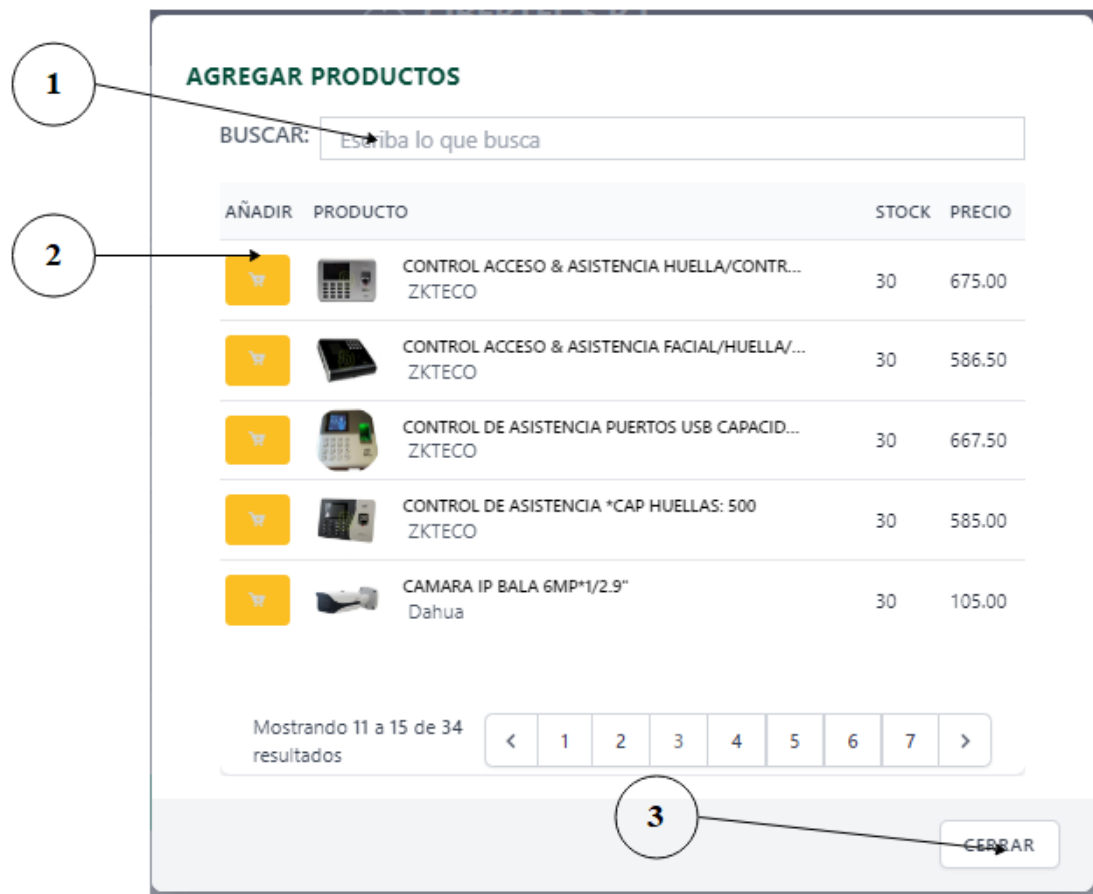 AGREGAR PRODUCTOS
1
BUSCAR: Escriba lo que busca
AÑADIR PRODUCTO STOCK PRECIO
2
CONTROL ACCESO & ASISTENCIA HUELLA/CONTR...
ZKTECO
30 675.00
CONTROL ACCESO & ASISTENCIA FACIAL/HUELLA/...
ZKTECO
30 586.50
CONTROL DE ASISTENCIA PUERTOS USB CAPACID...
ZKTECO
30 667.50
CONTROL DE ASISTENCIA *CAP HUELLAS: 500
ZKTECO
30 585.00
CAMARA IP BALA 6MP*1/2.9"
Dahua
30 105.00
Mostrando 11 a 15 de 34
resultados
< 1 2 3 4 5 6 7 >
3
CERRAR